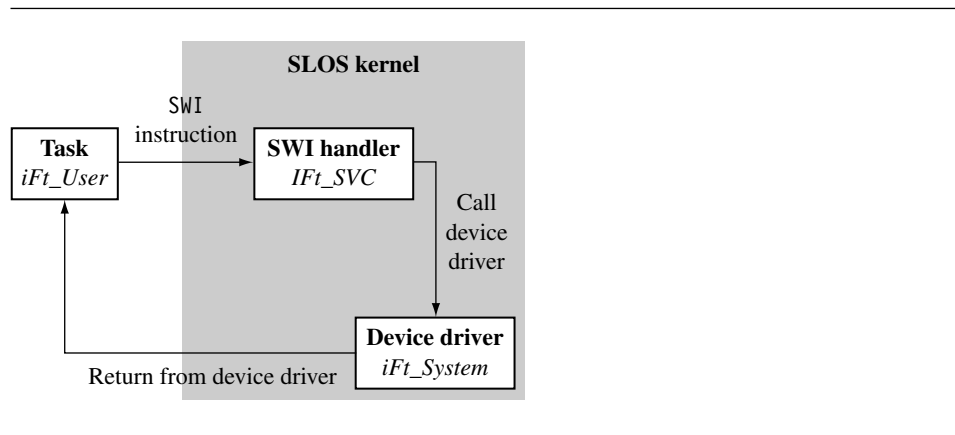 SLOS kernel
SWI
instruction
Task
iFt_User
SWI handler
IFt_SVC
Call
device
driver
Device driver
iFt_System
Return from device driver